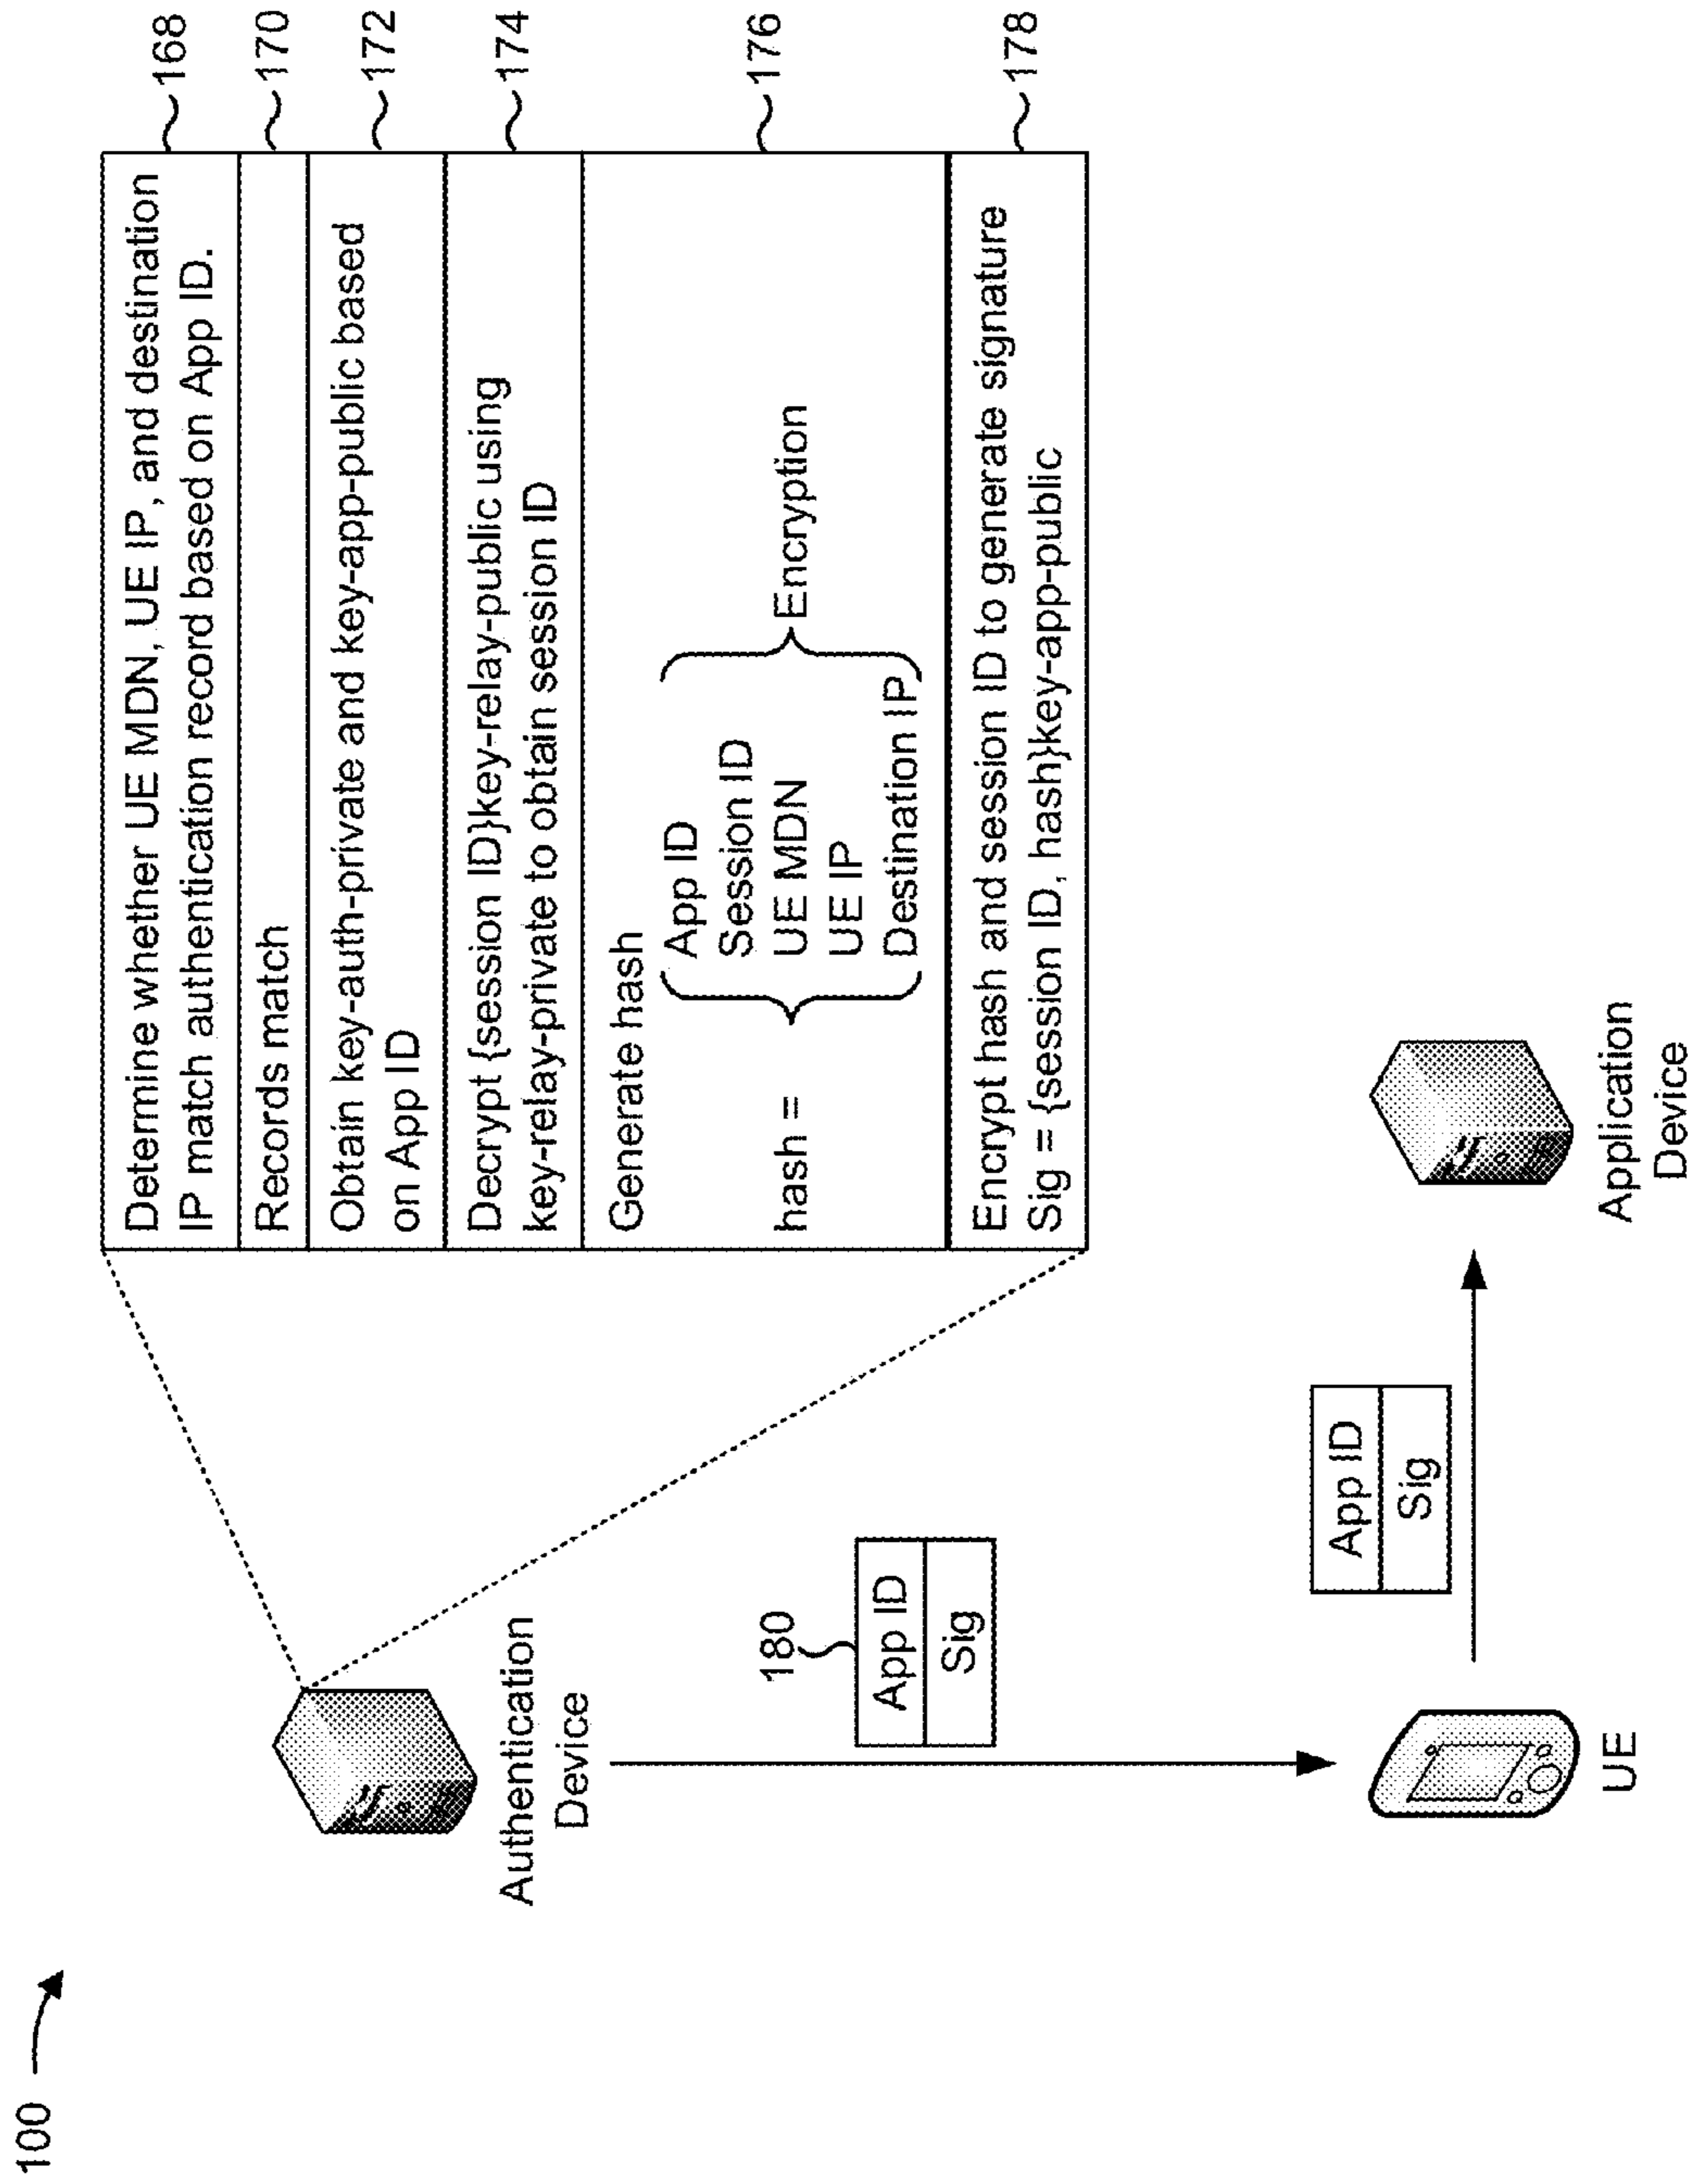 100
Determine whether UE MDN, UE IP, and destination
IP match authentication record based on App ID.
168
Records match
170
Obtain key-auth-private and key-app-public based
on App ID
172
Decrypt {session ID}key-relay-public using
key-relay-private to obtain session ID
174
Generate hash
hash =
App ID
Session ID
UE MDN
UE IP
Destination IP
Encryption
176
Encrypt hash and session ID to generate signature
Sig = {session ID, hash}key-app-public
178
Authentication
Device
180
App ID
Sig
App ID
Sig
UE
Application
Device